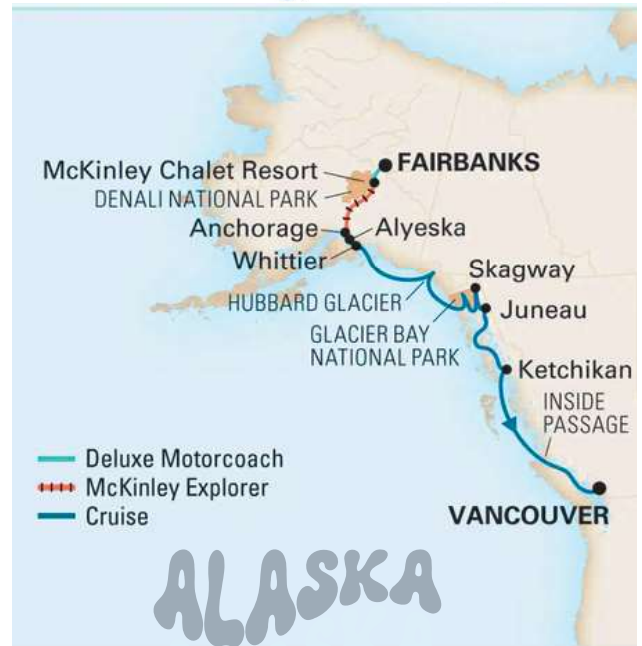 FAIRBANKS
McKinley Chalet Resort
DENALI NATIONAL PARK
Anchorage
Alyeska
Whittier
Skagway
HUBBARD GLACIER
Juneau
GLACIER BAY
NATIONAL PARK
Ketchikan
INSIDE
PASSAGE
Deluxe Motorcoach
McKinley Explorer
Cruise
VANCOUVER
ALASKA